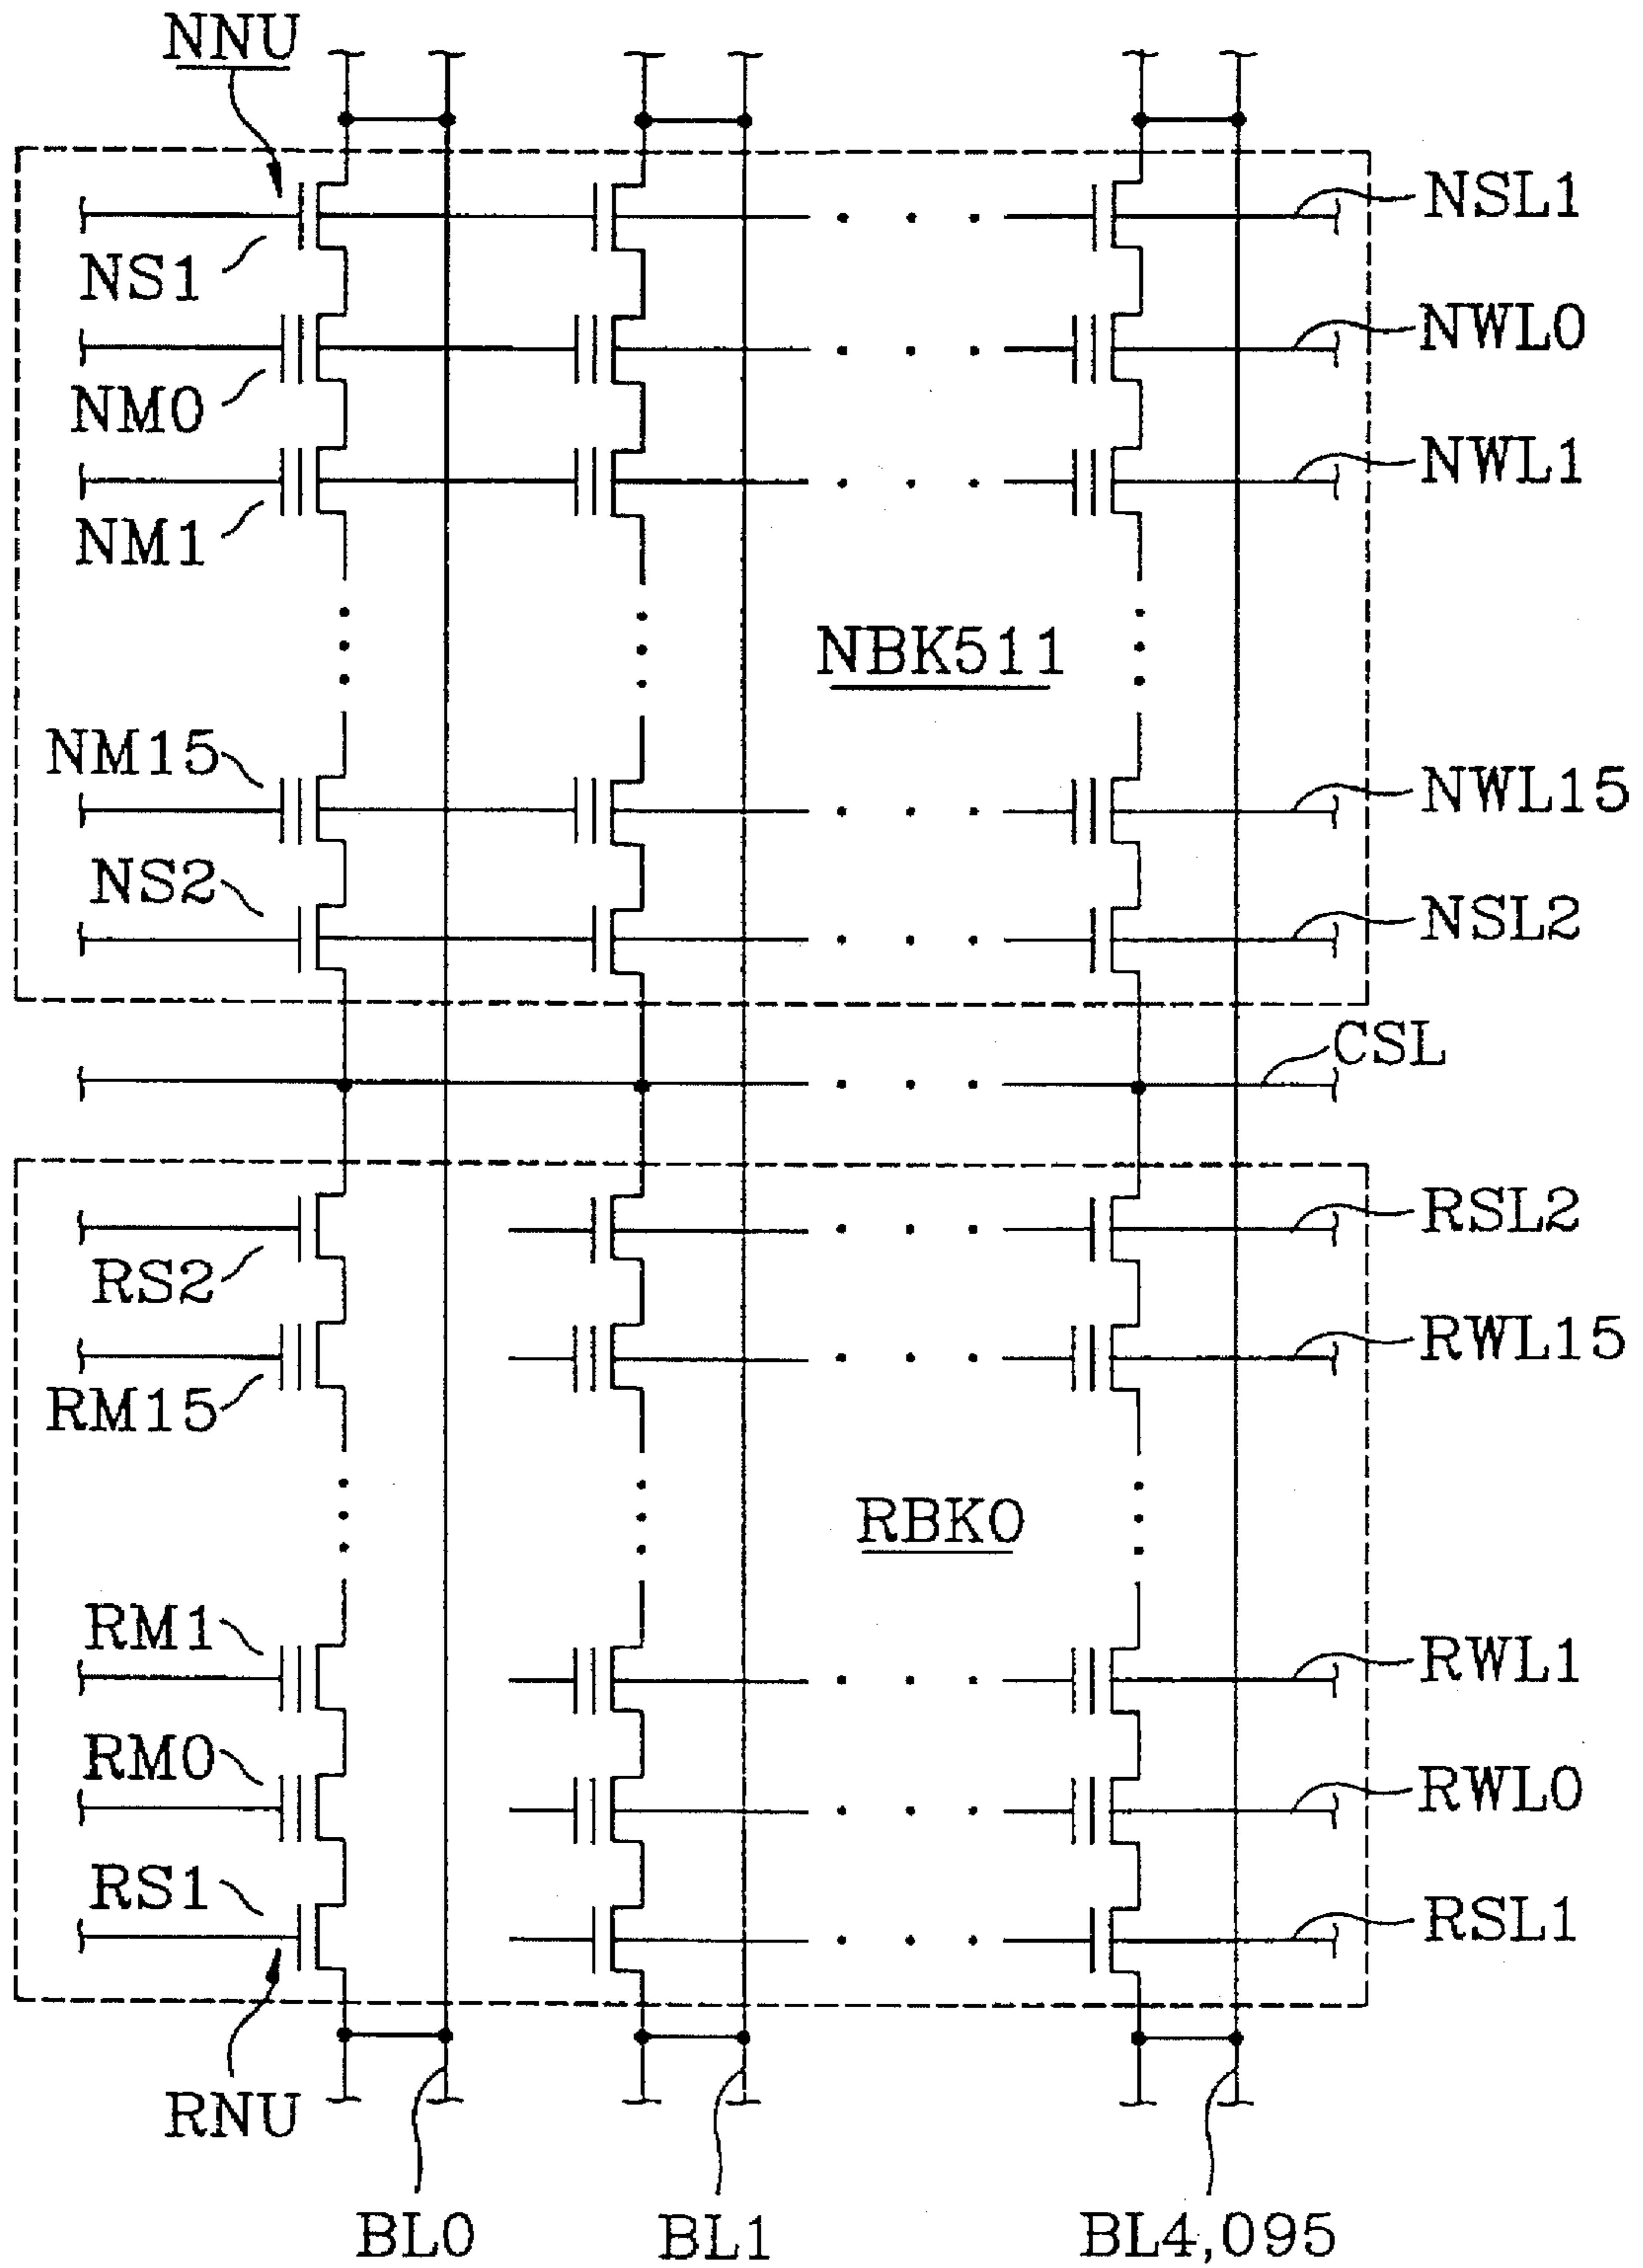 NNU
NSL1
NS1
NWL0
NM0
NWL1
NM1
NBK511
NM15
NWL15
NS2
NSL2
CSL
RSL2
RS2
RWL15
RM15
RBK0
RM1
RWL1
RM0
RWL0
RS1
RSL1
RNU
BL0
BL1
BL4,095